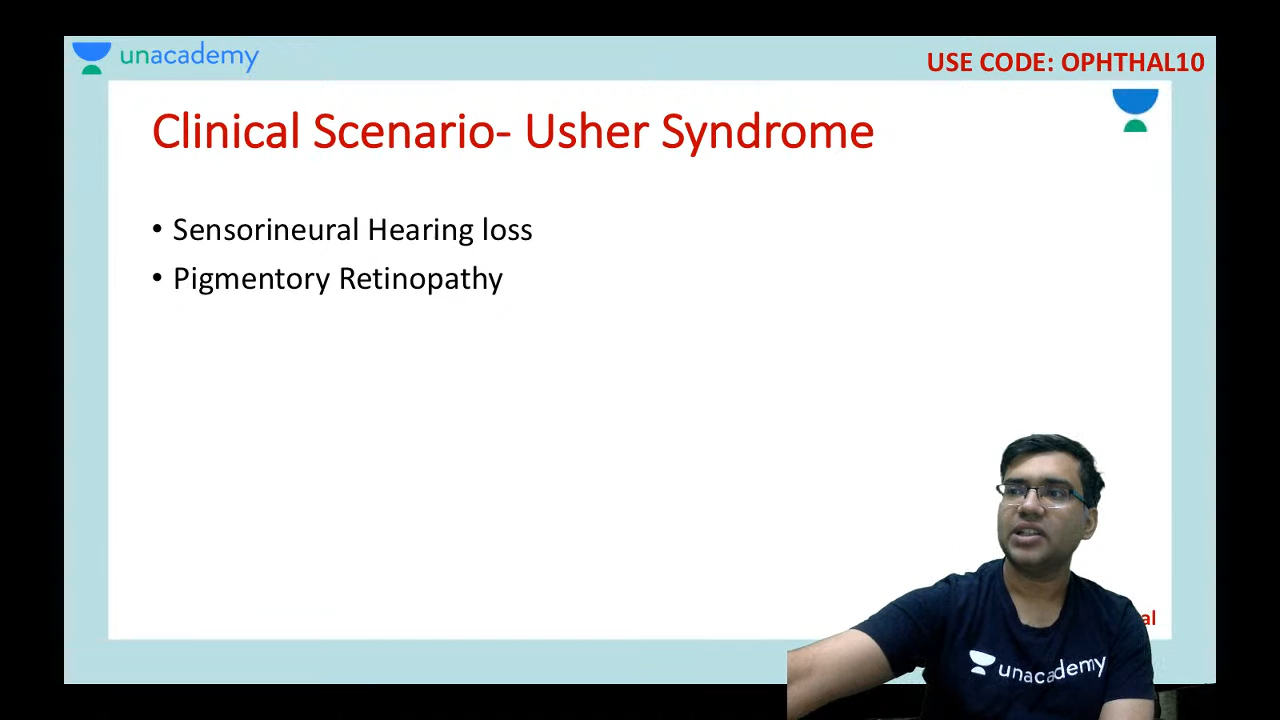 unacademy
USE CODE: OPHTHAL10
Clinical Scenario- Usher Syndrome
• Sensorineural Hearing loss
• Pigmentory Retinopathy
unacademy